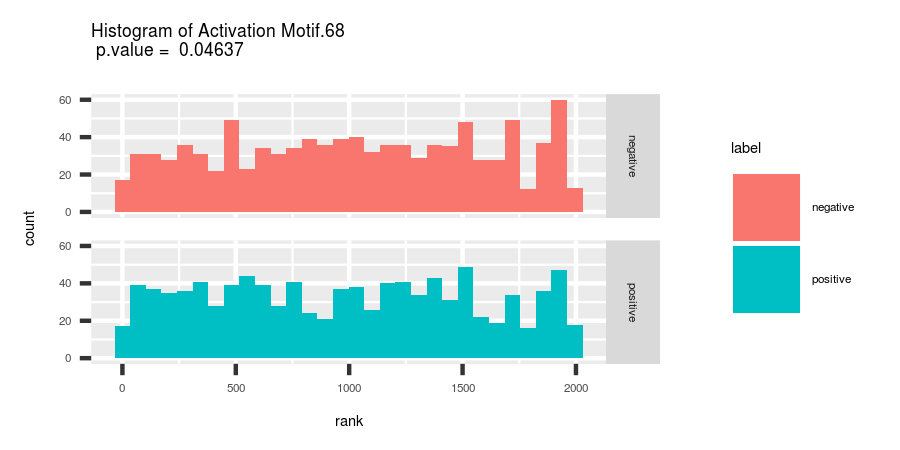 Histogram of Activation Motif.68
p.value = 0.04637
count
60
40
20
0
negative
60
40
20
0
positive
0 500 1000 1500 2000
rank
label
negative
positive